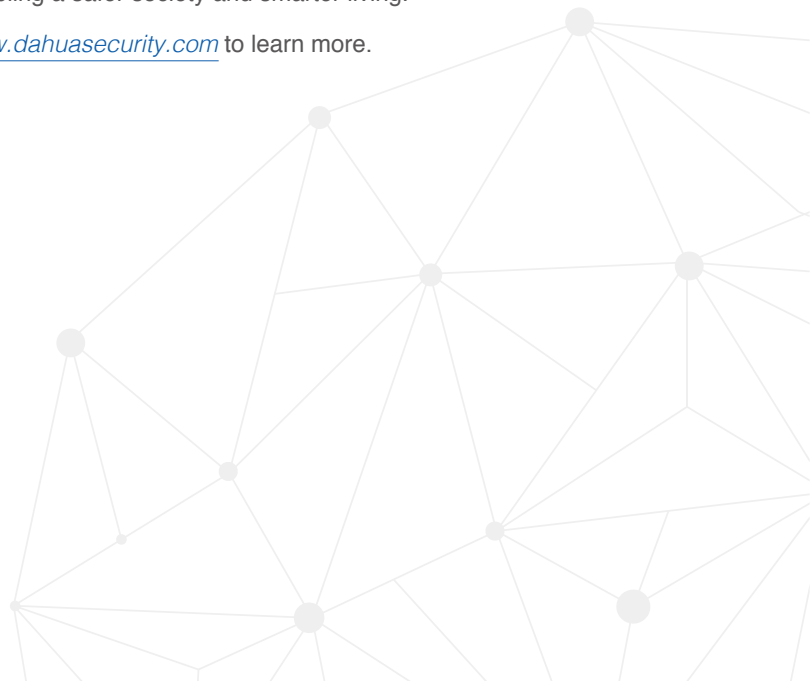 a safer society and smarter living.
.dahuasecurity.com to learn more.